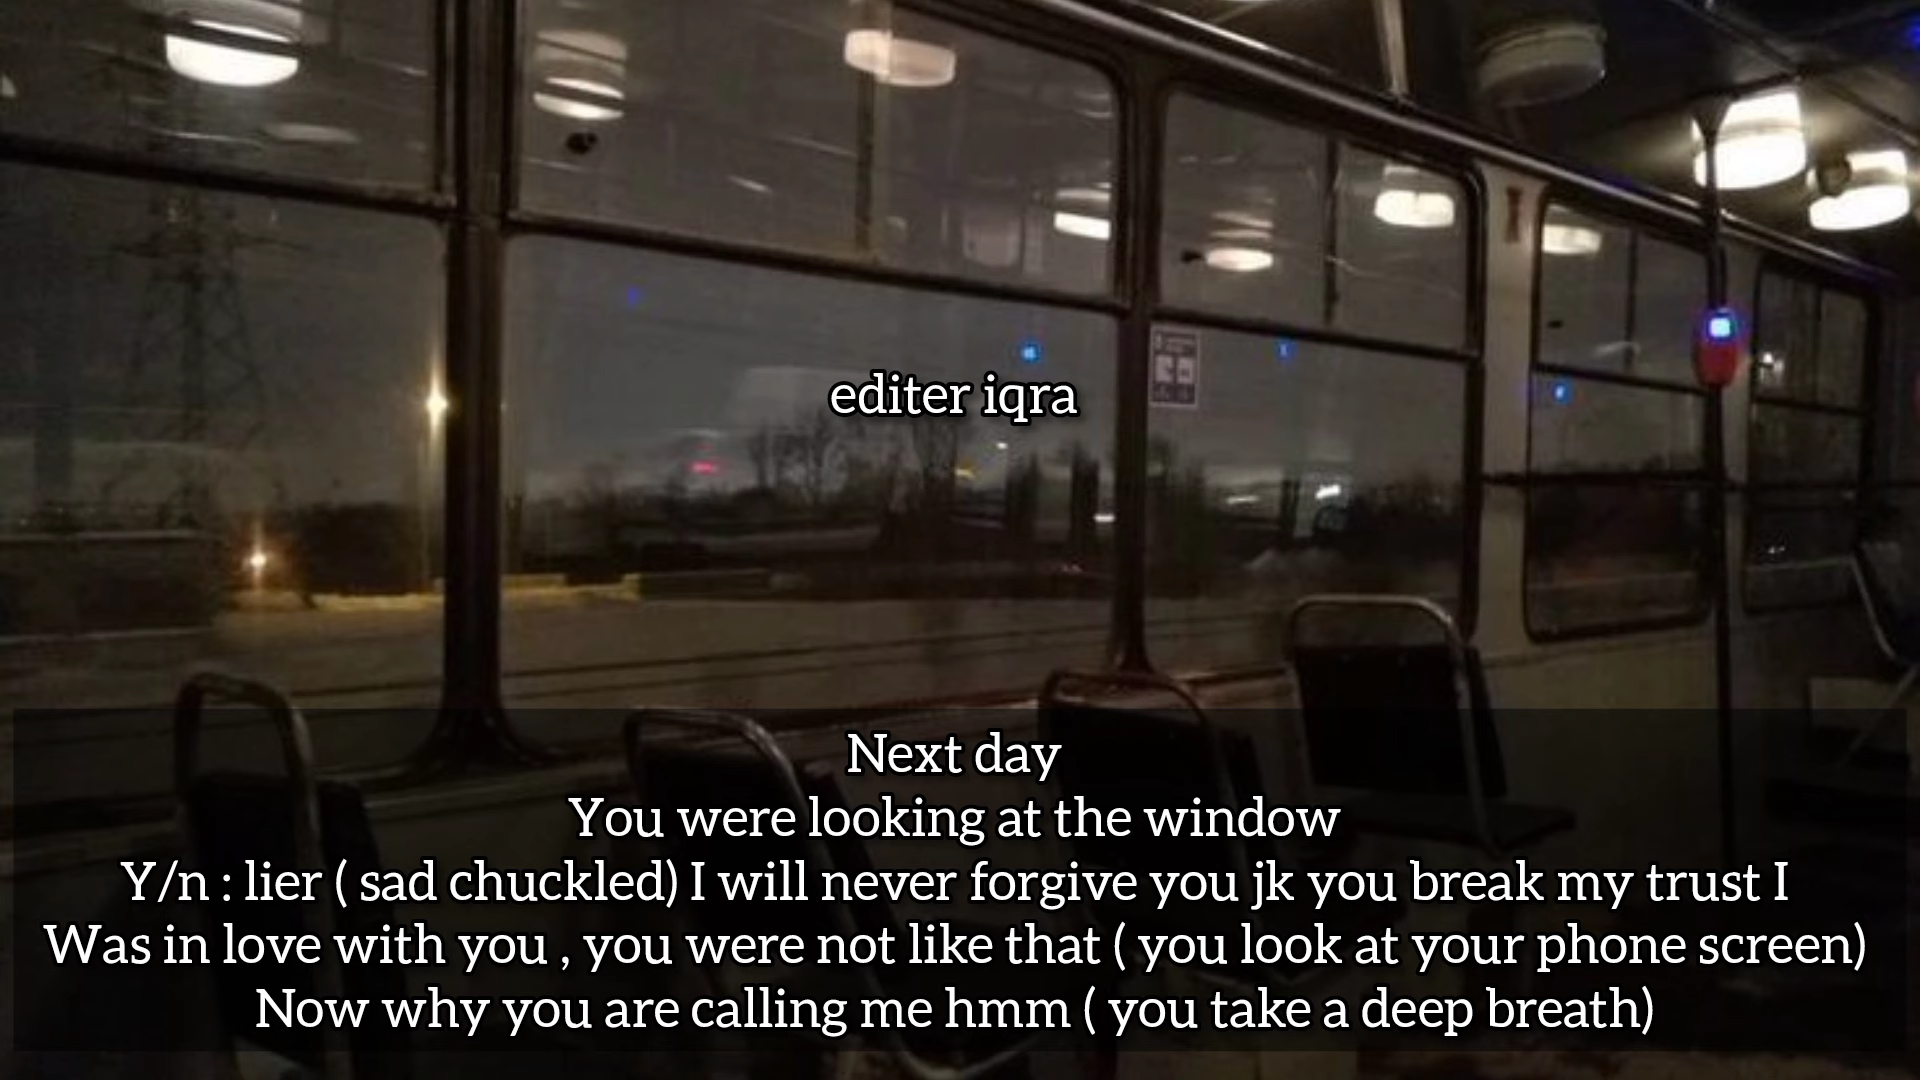 editer iqra
Next day
You were looking at the window
Y/n : lier ( sad chuckled) I will never forgive you jk you break my trust I
Was in love with you , you were not like that ( you look at your phone screen)
Now why you are calling me hmm ( you take a deep breath)